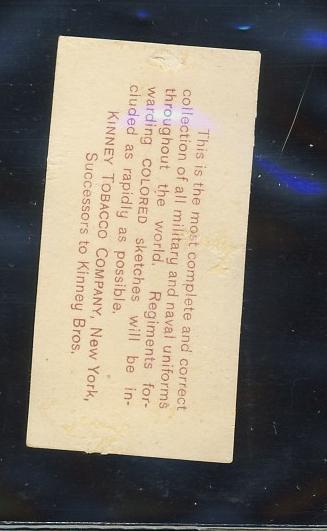 This is the most complete and correct
collection of all military and naval uniforms
throughout the world. Regiments for-
warding COLORED sketches will be in-
cluded as rapidly as possible.
KINNEY TOBACCO COMPANY, NEW YORK,
Successors to Kinney Bros.